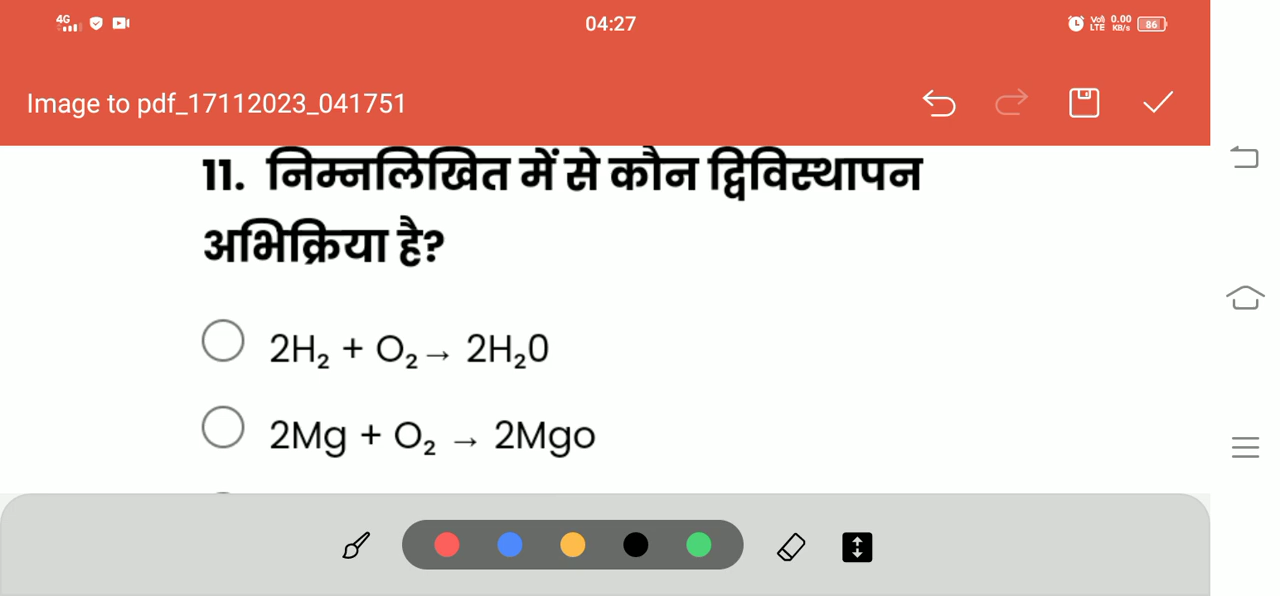 4G 04:27 Vo) LTE 0.00 KB/s 86
Image to pdf_17112023_041751
11. निम्नलिखित में से कौन द्विविस्थापन
अभिक्रिया है?
2H₂ + O₂ → 2H₂0
2Mg + O₂ → 2Mgo